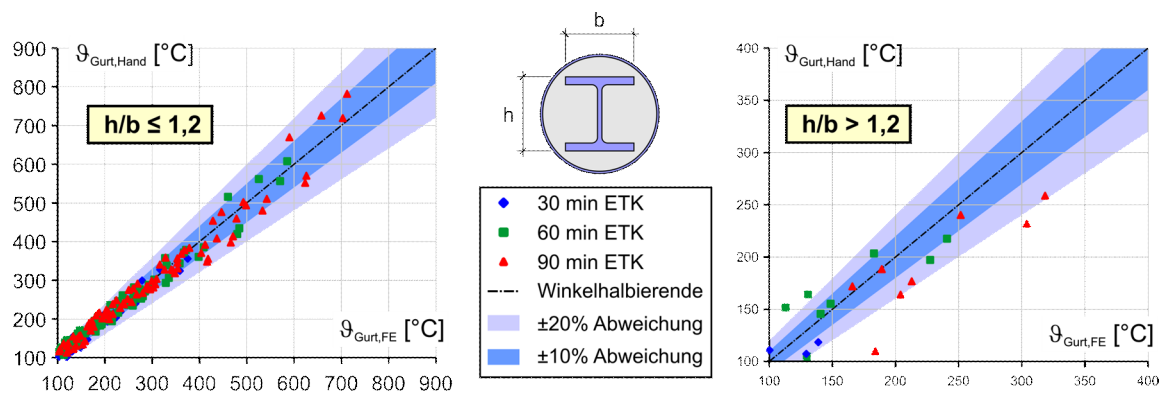 ϑGurt,Hand [°C]
900
800
700
600
500
400
300
200
100
h/b ≤ 1,2
ϑGurt,FE [°C]
100 200 300 400 500 600 700 800 900
b
h
30 min ETK
60 min ETK
90 min ETK
Winkelhalbierende
±20% Abweichung
±10% Abweichung
ϑGurt,Hand [°C]
400
350
300
250
200
150
100
h/b > 1,2
ϑGurt,FE [°C]
100 150 200 250 300 350 400